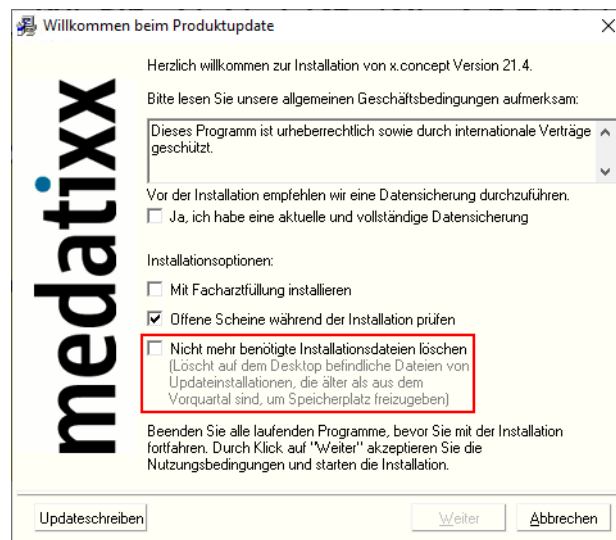 Willkommen beim Produktupdate
medatixx
Herzlich willkommen zur Installation von x.concept Version 21.4.
Bitte lesen Sie unsere allgemeinen Geschäftsbedingungen aufmerksam:
Dieses Programm ist urheberrechtlich sowie durch internationale Verträge
geschützt.
Vor der Installation empfehlen wir eine Datensicherung durchzuführen.
Ja, ich habe eine aktuelle und vollständige Datensicherung
Installationsoptionen:
Mit Facharztfüllung installieren
Offene Scheine während der Installation prüfen
Nicht mehr benötigte Installationsdateien löschen
(Löscht auf dem Desktop befindliche Dateien von
Updateinstallationen, die älter als aus dem
Vorquartal sind, um Speicherplatz freizugeben)
Beenden Sie alle laufenden Programme, bevor Sie mit der Installation
fortfahren. Durch Klick auf "Weiter" akzeptieren Sie die
Nutzungsbedingungen und starten die Installation.
Updateschreiben
Weiter
Abbrechen